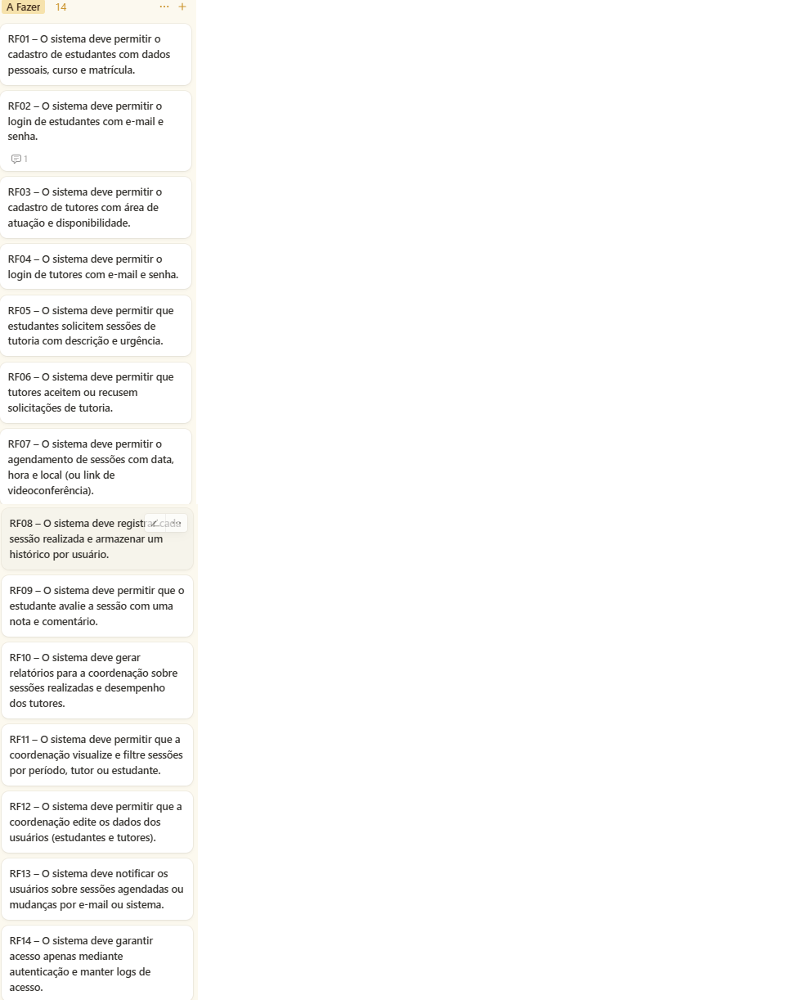 A Fazer 14
RF01 – O sistema deve permitir o
cadastro de estudantes com dados
pessoais, curso e matrícula.
RF02 – O sistema deve permitir o
login de estudantes com e-mail e
senha.
1
RF03 – O sistema deve permitir o
cadastro de tutores com área de
atuação e disponibilidade.
RF04 – O sistema deve permitir o
login de tutores com e-mail e senha.
RF05 – O sistema deve permitir que
estudantes solicitem sessões de
tutoria com descrição e urgência.
RF06 – O sistema deve permitir que
tutores aceitem ou recusem
solicitações de tutoria.
RF07 – O sistema deve permitir o
agendamento de sessões com data,
hora e local (ou link de
videoconferência).
RF08 – O sistema deve registrar cada
sessão realizada e armazenar um
histórico por usuário.
RF09 – O sistema deve permitir que o
estudante avalie a sessão com uma
nota e comentário.
RF10 – O sistema deve gerar
relatórios para a coordenação sobre
sessões realizadas e desempenho
dos tutores.
RF11 – O sistema deve permitir que a
coordenação visualize e filtre sessões
por período, tutor ou estudante.
RF12 – O sistema deve permitir que a
coordenação edite os dados dos
usuários (estudantes e tutores).
RF13 – O sistema deve notificar os
usuários sobre sessões agendadas ou
mudanças por e-mail ou sistema.
RF14 – O sistema deve garantir
acesso apenas mediante
autenticação e manter logs de
acesso.